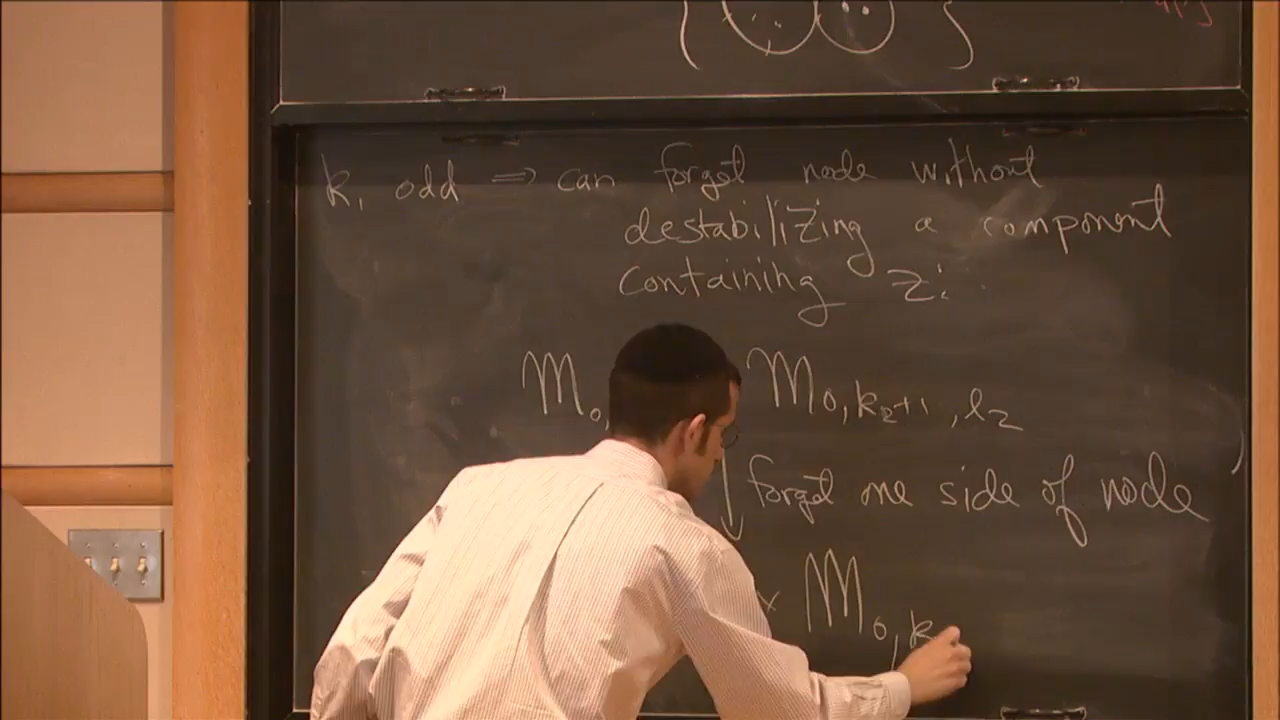 k₁ odd ⇒ can forget node without
destabilizing a component
containing zᵢ.
M₀, M₀,ₖ₂₊₁,ₗ₂
↓ forget one side of node
× M₀,ₖ